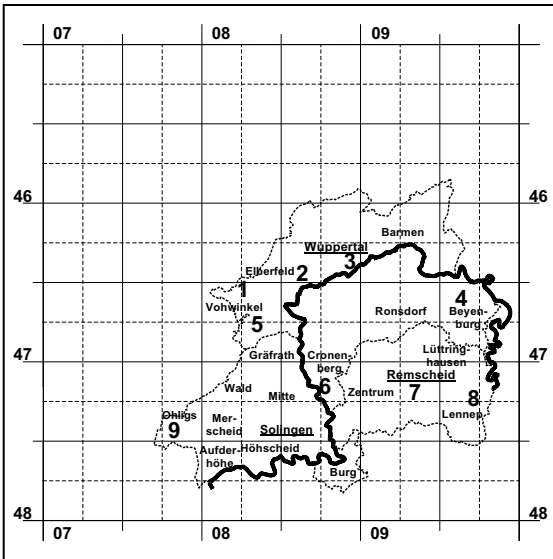 07 08 09
46 46
Barmen
Wuppertal
3
Elberfeld 2
1
4
Vohwinkel
5
Ronsdorf
Beyen-
burg
47 47
Gräfrath
Cronen-
berg
Lüttring-
hausen
Remscheid
Wald
6
Mitte
Zentrum
7
8
Ohligs
9
Mer-
scheid
Lennep
Solingen
Aufder-
höhe
Höhscheid
Burg
48 48
07 08 09